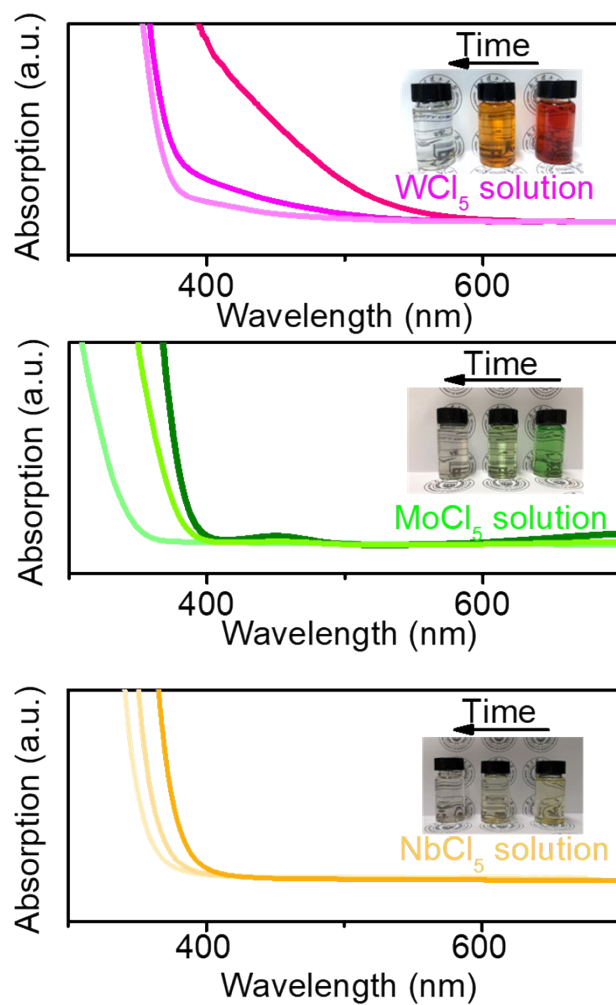 Absorption (a.u.)
Time
WCl₅ solution
400
600
Wavelength (nm)
Absorption (a.u.)
Time
MoCl₅ solution
400
600
Wavelength (nm)
Absorption (a.u.)
Time
NbCl₅ solution
400
600
Wavelength (nm)